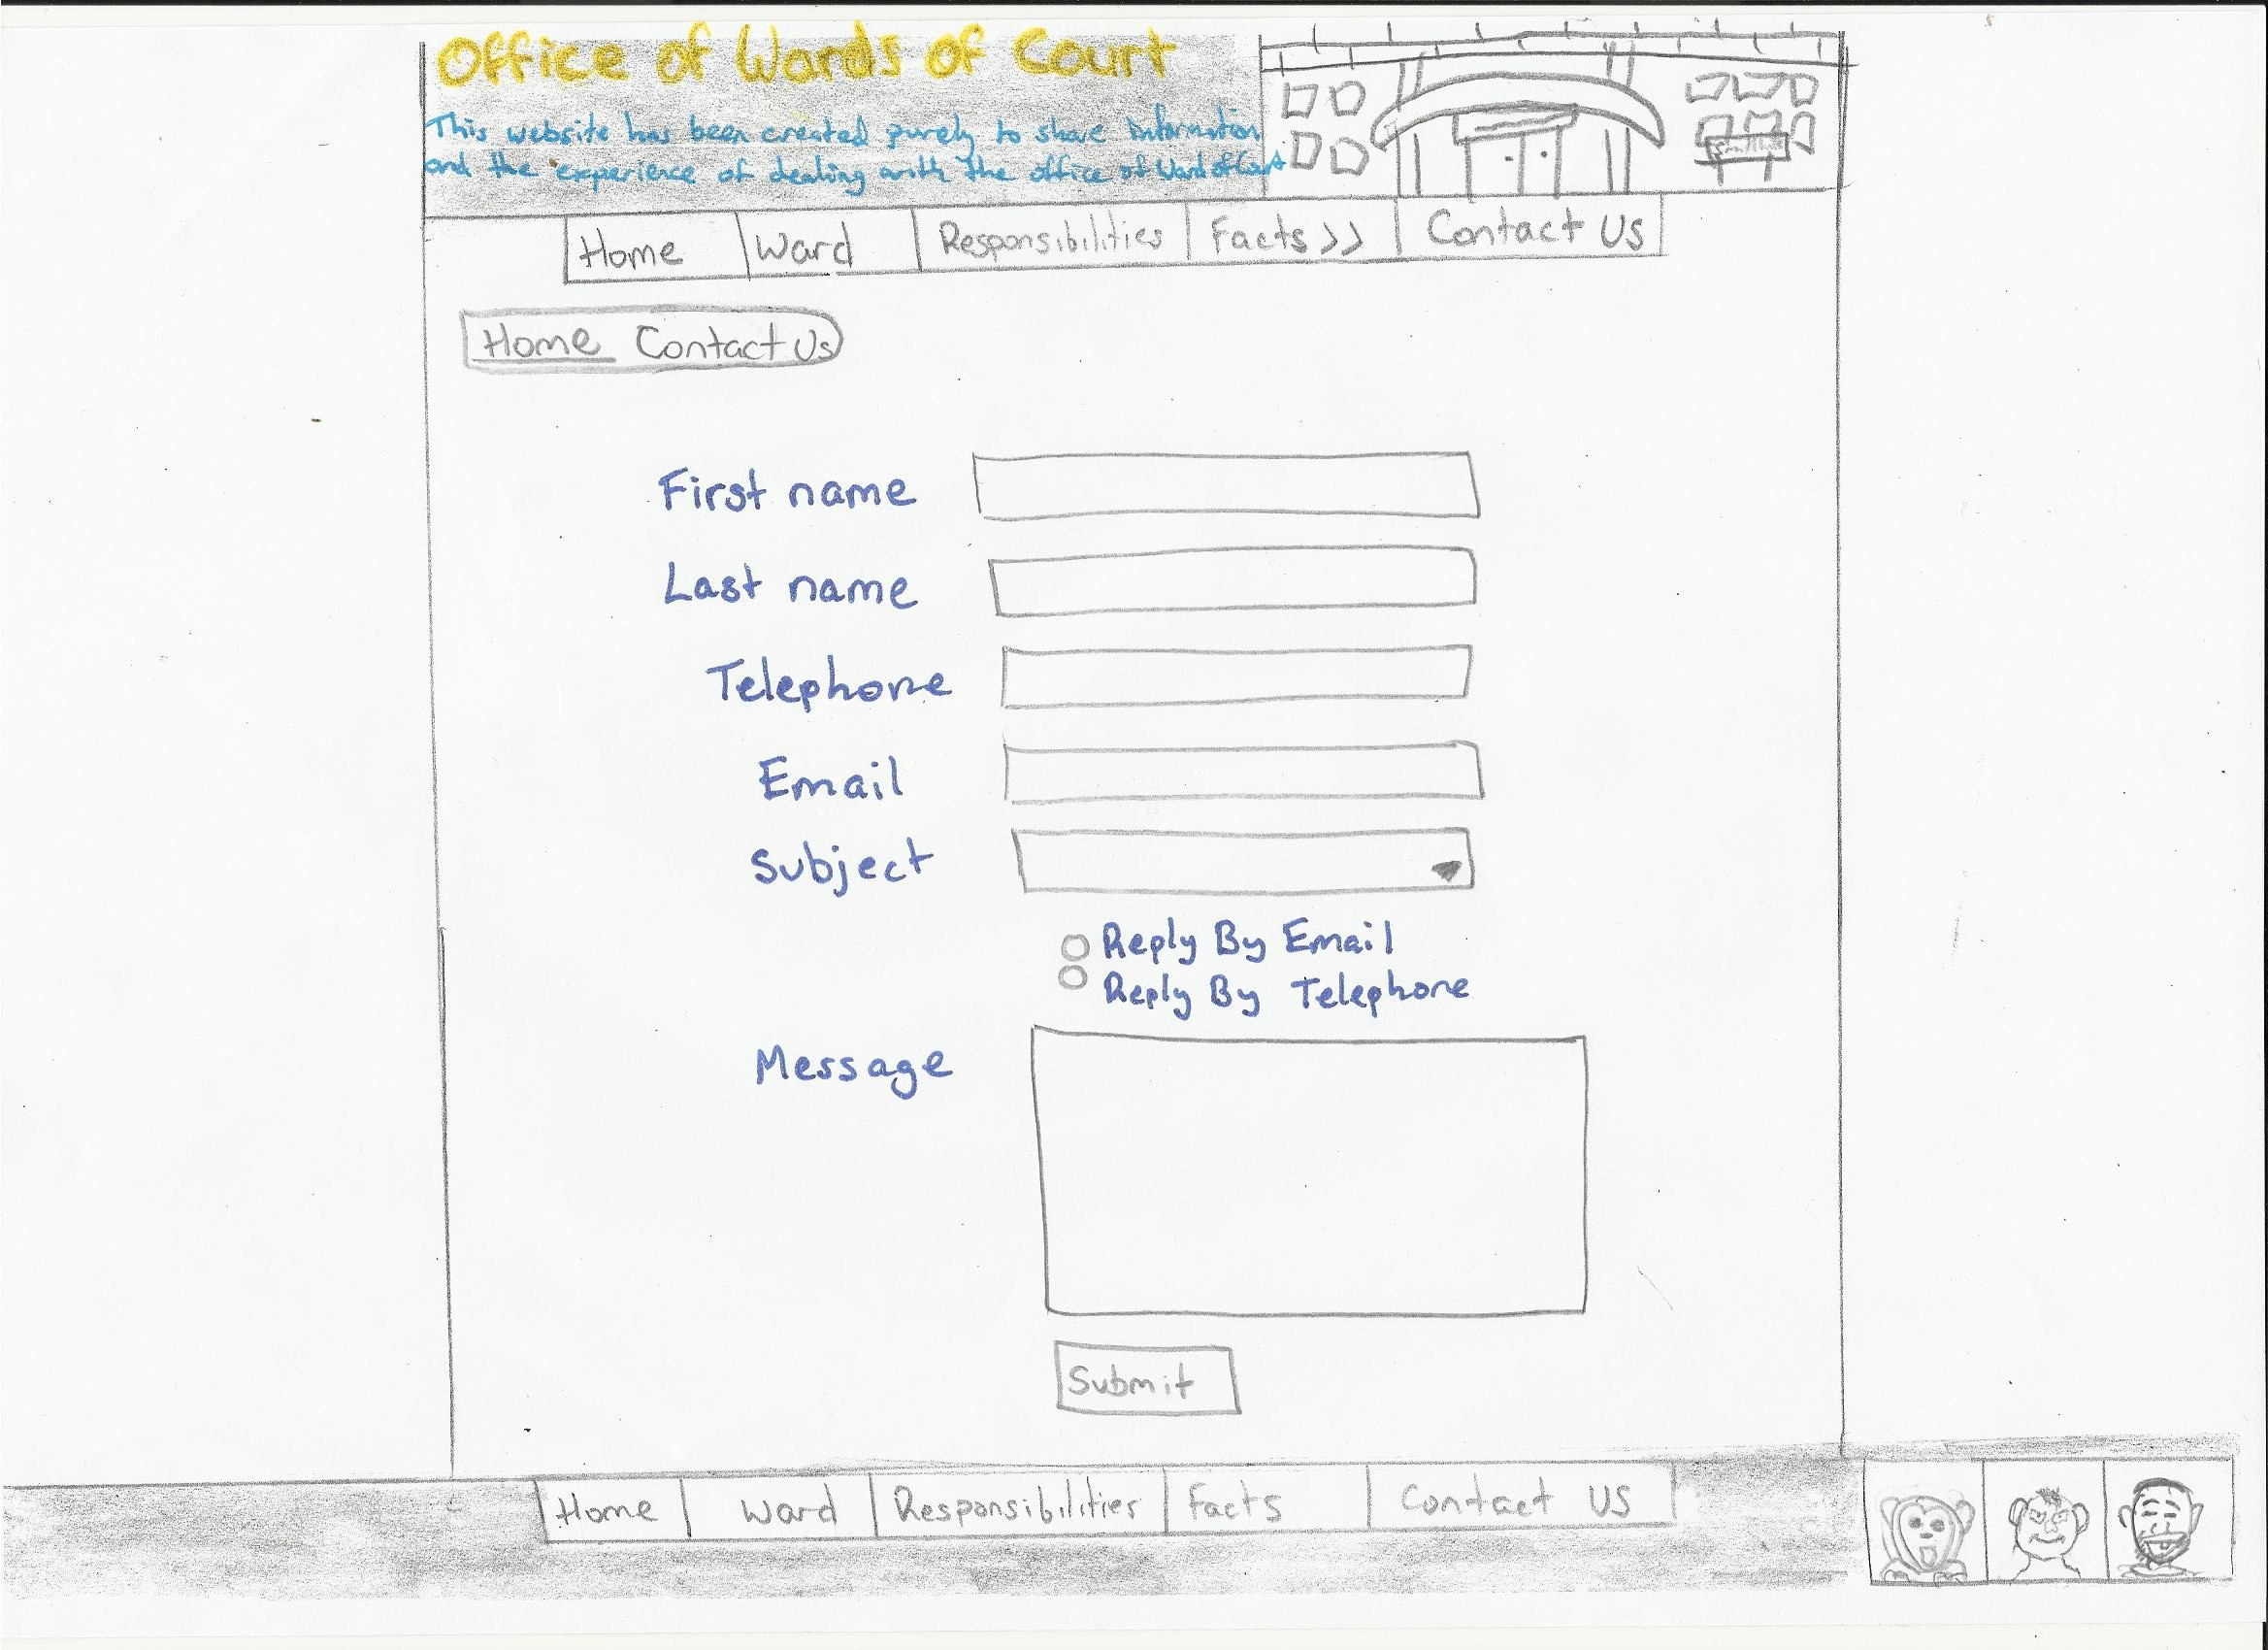 Office of Wards of Court
This website has been created purely to share information
and the experience of dealing with the office of Ward of Court
Home Ward Responsibilities Facts >> Contact Us
Home Contact Us
First name
Last name
Telephone
Email
Subject
Reply By Email
Reply By Telephone
Message
Submit
Home Ward Responsibilities Facts Contact US